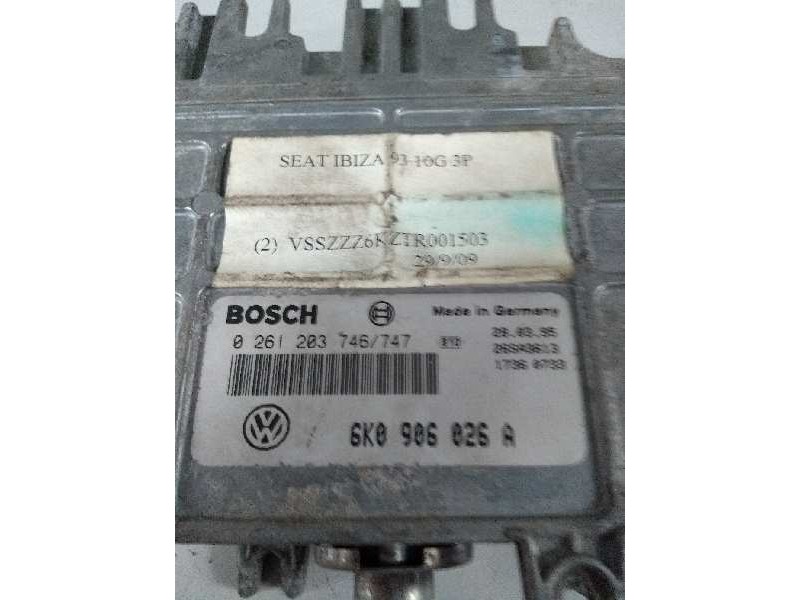 SEAT IBIZA 93 10G 3P
(2) VSSZZZ6KZTR001503
29/9/09
BOSCH Made in Germany
0 261 203 746/747 28.03.95
26SA3613
1736 0733
6K0 906 026 A